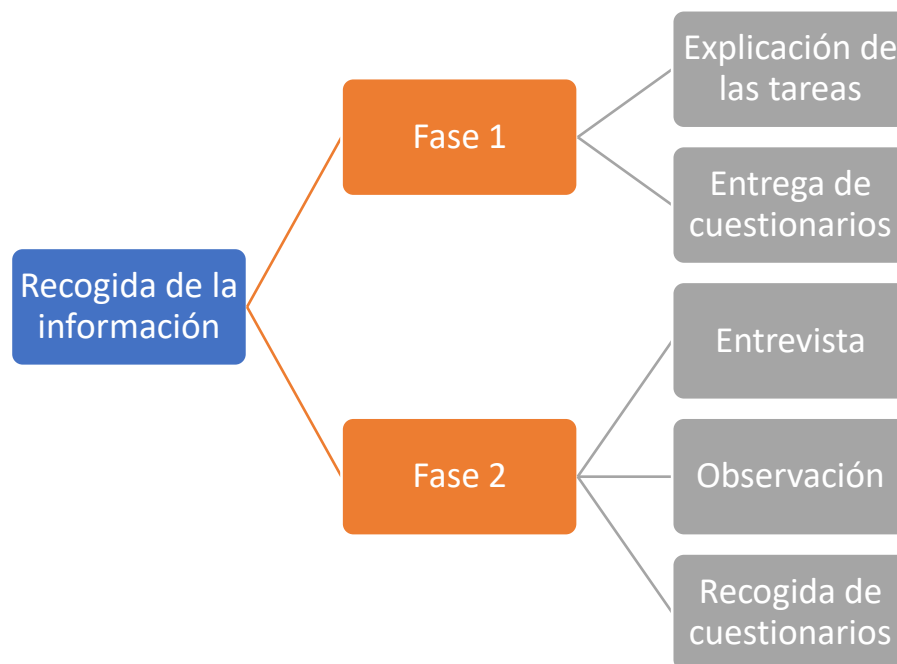 Recogida de la
información
Fase 1
Explicación de
las tareas
Entrega de
cuestionarios
Fase 2
Entrevista
Observación
Recogida de
cuestionarios